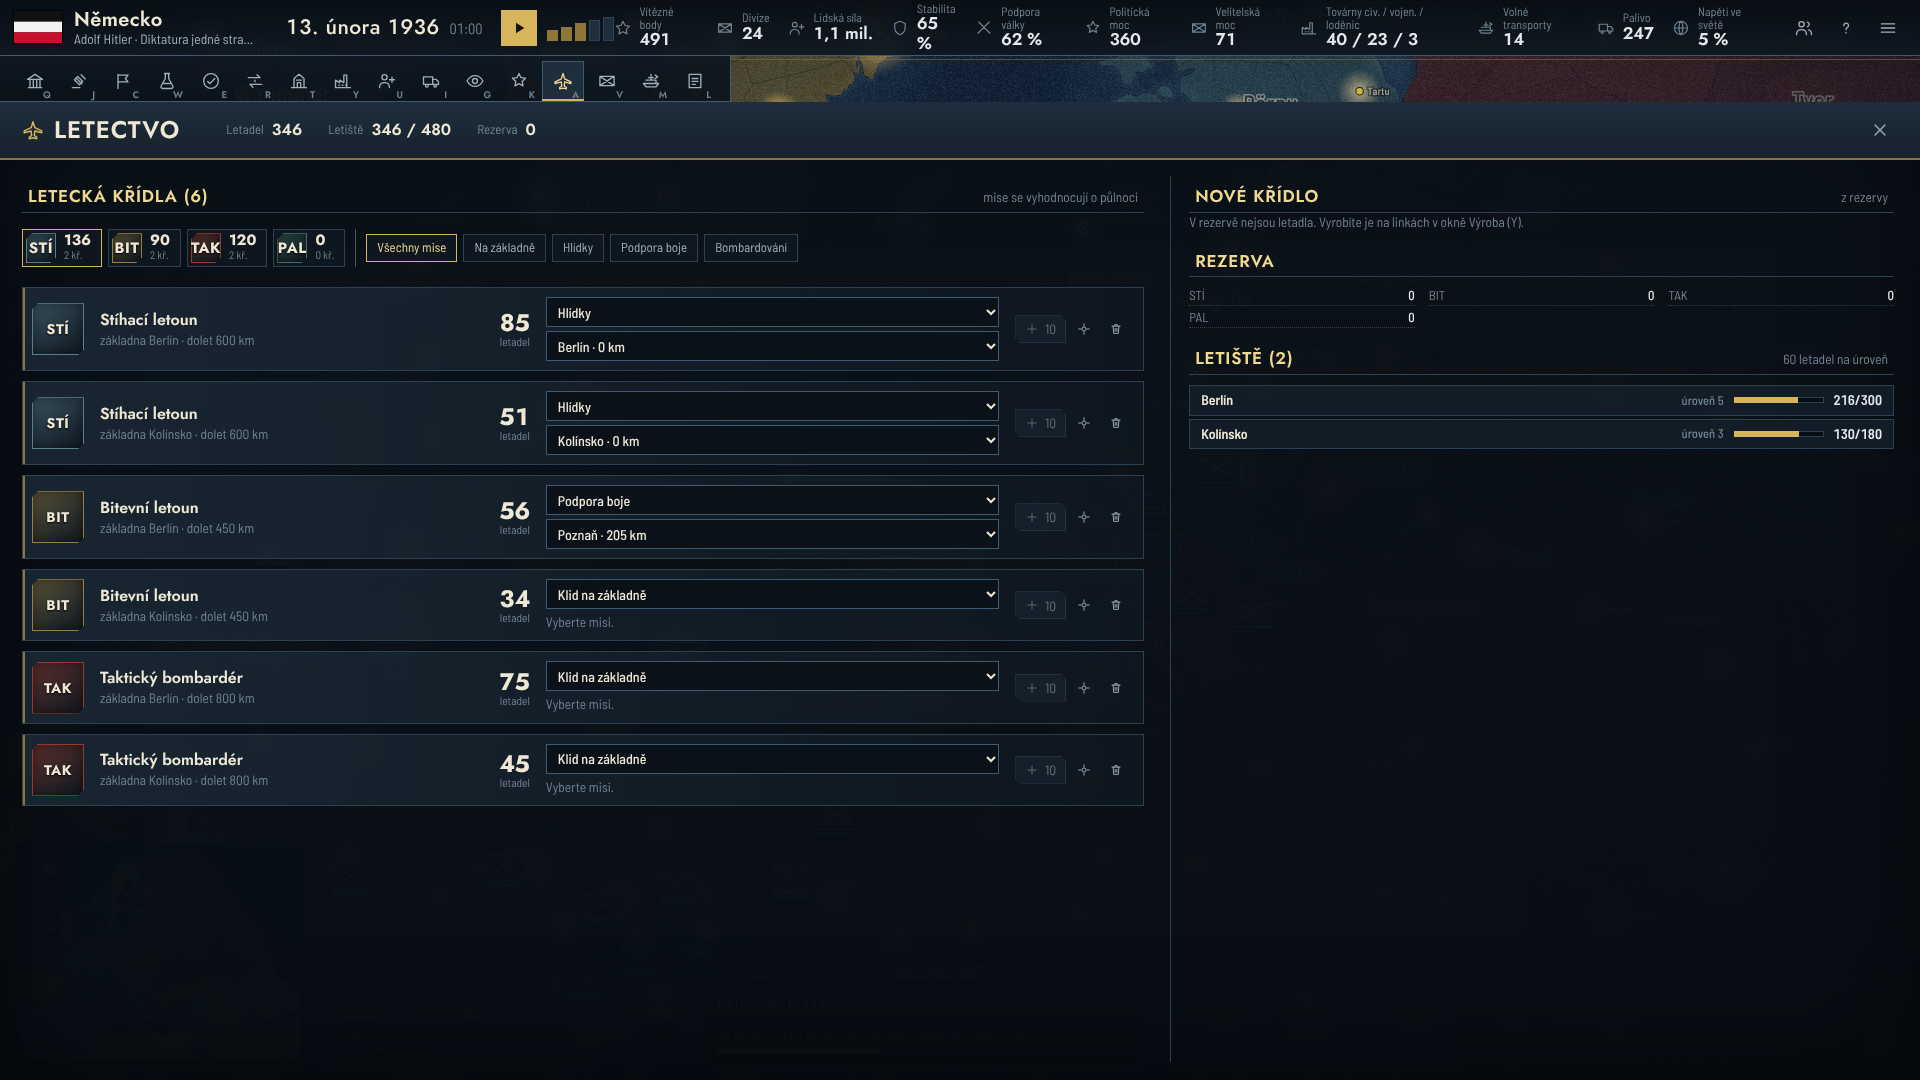 Německo
Adolf Hitler · Diktatura jedné stra...
13. února 1936 01:00
Vítězné body 491
Divize 24
Lidská síla 1,1 mil.
Stabilita 65 %
Podpora války 62 %
Politická moc 360
Velitelská moc 71
Továrny civ. / vojen. / loděnic 40 / 23 / 3
Volné transporty 14
Palivo 247
Napětí ve světě 5 %
?
Q J C W E R T Y U I G K A V M L
Tartu
LETECTVO
Letadel 346
Letiště 346 / 480
Rezerva 0
LETECKÁ KŘÍDLA (6)
mise se vyhodnocují o půlnoci
STÍ 136 2 kř.
BIT 90 2 kř.
TAK 120 2 kř.
PAL 0 0 kř.
Všechny mise
Na základně
Hlídky
Podpora boje
Bombardování
STÍ
Stíhací letoun
základna Berlín · dolet 600 km
85
letadel
Hlídky
Berlín · 0 km
+ 10
STÍ
Stíhací letoun
základna Kolínsko · dolet 600 km
51
letadel
Hlídky
Kolínsko · 0 km
+ 10
BIT
Bitevní letoun
základna Berlín · dolet 450 km
56
letadel
Podpora boje
Poznaň · 205 km
+ 10
BIT
Bitevní letoun
základna Kolínsko · dolet 450 km
34
letadel
Klid na základně
Vyberte misi.
+ 10
TAK
Taktický bombardér
základna Berlín · dolet 800 km
75
letadel
Klid na základně
Vyberte misi.
+ 10
TAK
Taktický bombardér
základna Kolínsko · dolet 800 km
45
letadel
Klid na základně
Vyberte misi.
+ 10
NOVÉ KŘÍDLO
z rezervy
V rezervě nejsou letadla. Vyrobíte je na linkách v okně Výroba (Y).
REZERVA
STÍ 0
BIT 0
TAK 0
PAL 0
LETIŠTĚ (2)
60 letadel na úroveň
Berlín úroveň 5 216/300
Kolínsko úroveň 3 130/180